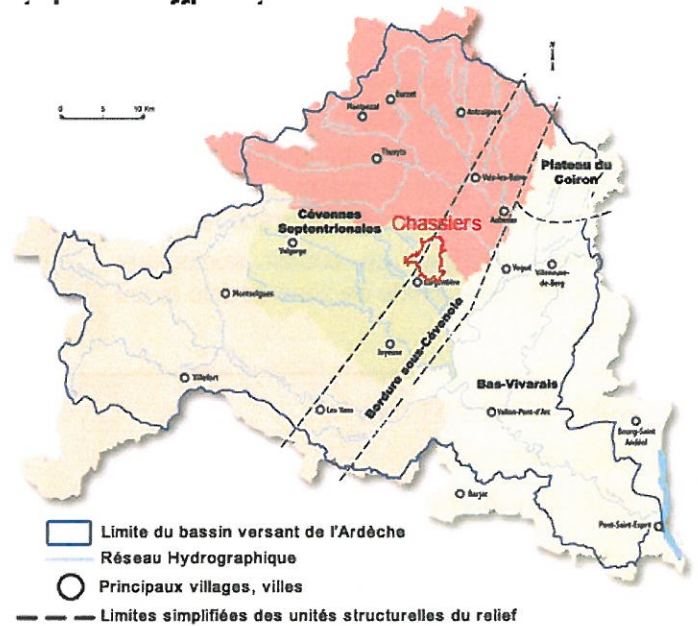 N
0 5 10 Km
Burzet
Montpezat
Antraigues
Thueyts
Vals-les-Bains
Plateau du
Coiron
Aubenas
Cévennes
Septentrionales
Chassiers
Valgorge
Largentière
Vogüé
Villeneuve-
de-Berg
Montselgues
Joyeuse
Bordure sous-Cévenole
Villefort
Bas-Vivarais
Les Vans
Vallon-Pont-d'Arc
Bourg-Saint
Andéol
Barjac
Pont-Saint-Esprit
Limite du bassin versant de l'Ardèche
Réseau Hydrographique
Principaux villages, villes
Limites simplifiées des unités structurelles du relief